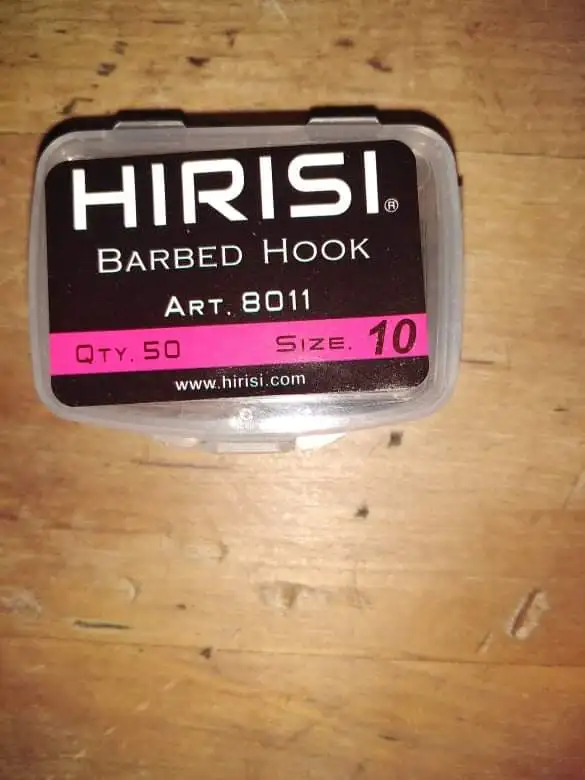 HIRISI®
BARBED HOOK
ART. 8011
QTY. 50 SIZE. 10
www.hirisi.com